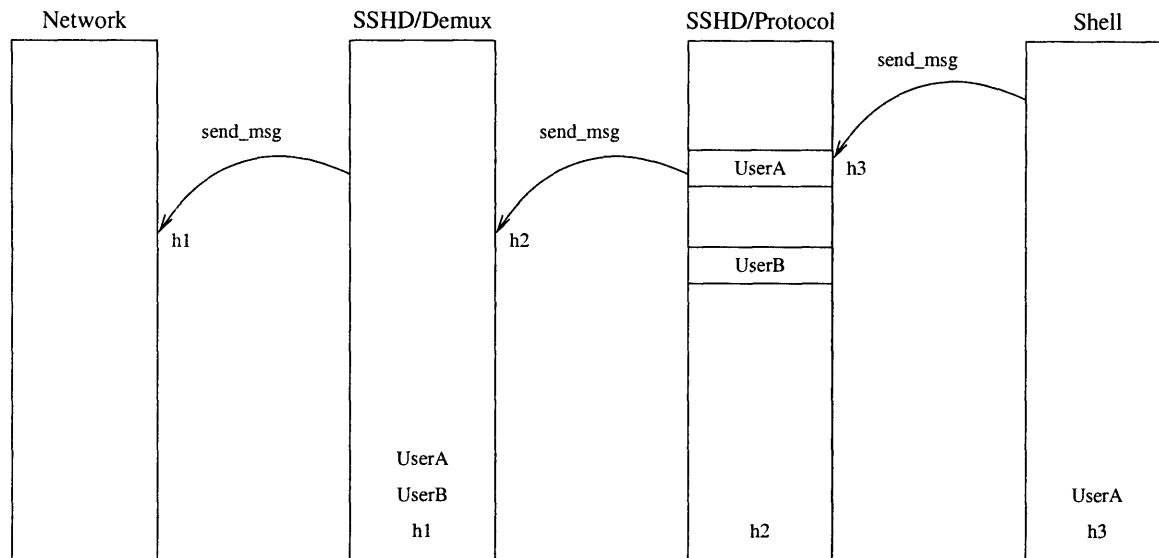 Network
SSHD/Demux
SSHD/Protocol
Shell
send_msg
send_msg
send_msg
UserA
h3
h1
h2
UserB
UserA
UserB
UserA
h1
h2
h3